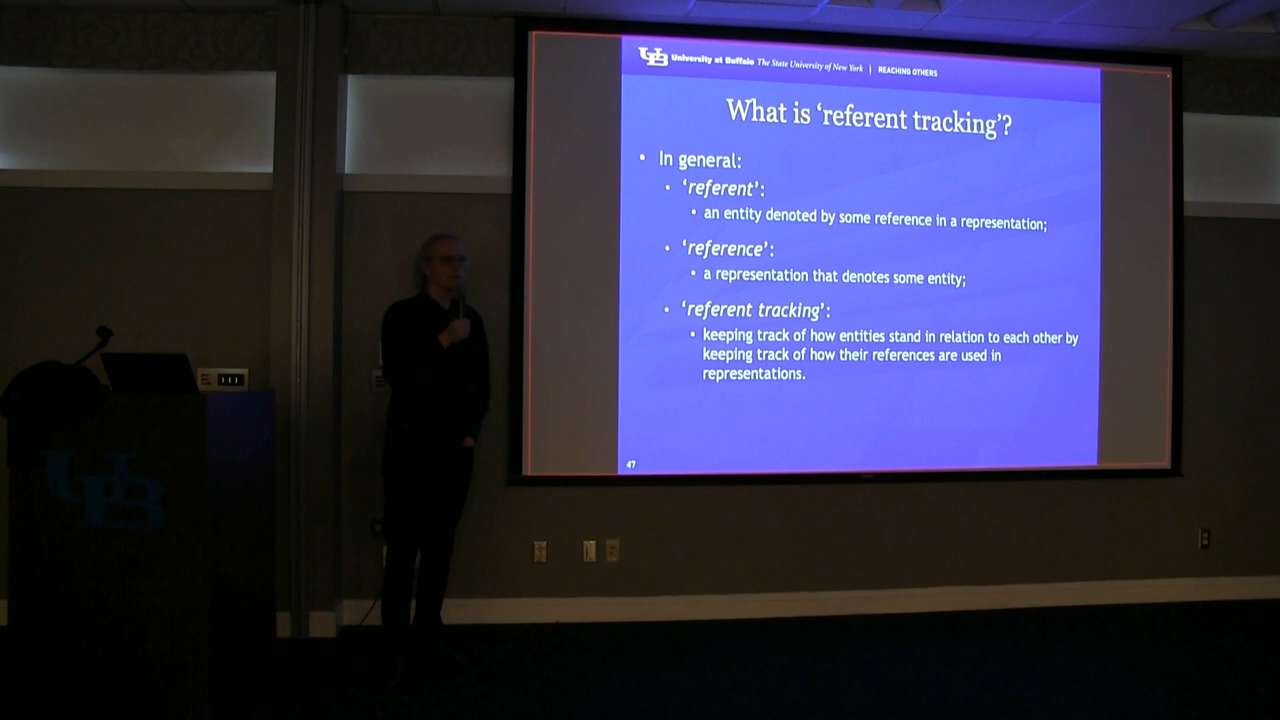 UB University at Buffalo The State University of New York | REACHING OTHERS
What is ‘referent tracking’?
• In general:
• ‘referent’:
• an entity denoted by some reference in a representation;
• ‘reference’:
• a representation that denotes some entity;
• ‘referent tracking’:
• keeping track of how entities stand in relation to each other by
keeping track of how their references are used in
representations.
47
UB